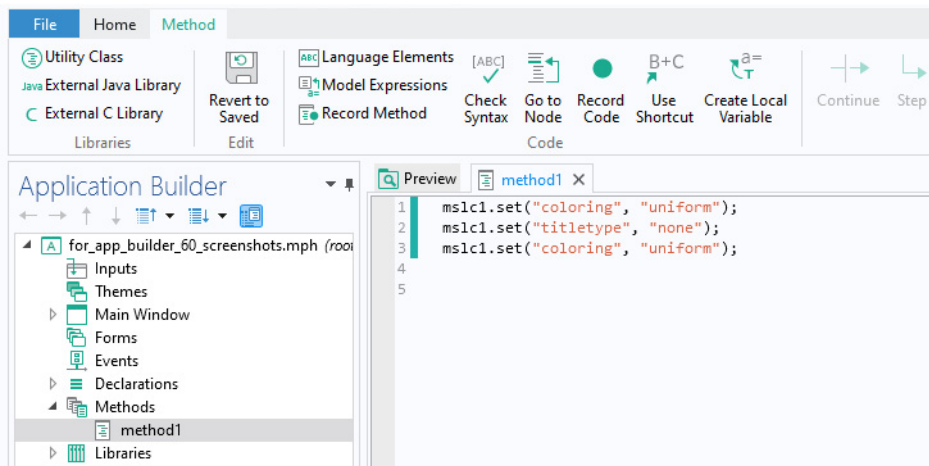 File Home Method
Utility Class
Java External Java Library
C External C Library
Libraries
Revert to
Saved
Edit
ABC Language Elements
a= Model Expressions
Record Method
[ABC]
Check
Syntax
Go to
Node
Record
Code
B+C
Use
Shortcut
a=
T
Create Local
Variable
Code
Continue
Step
Application Builder
A for_app_builder_60_screenshots.mph (root
Inputs
Themes
Main Window
Forms
Events
Declarations
Methods
method1
Libraries
Preview method1
1 mslc1.set("coloring", "uniform");
2 mslc1.set("titletype", "none");
3 mslc1.set("coloring", "uniform");
4
5